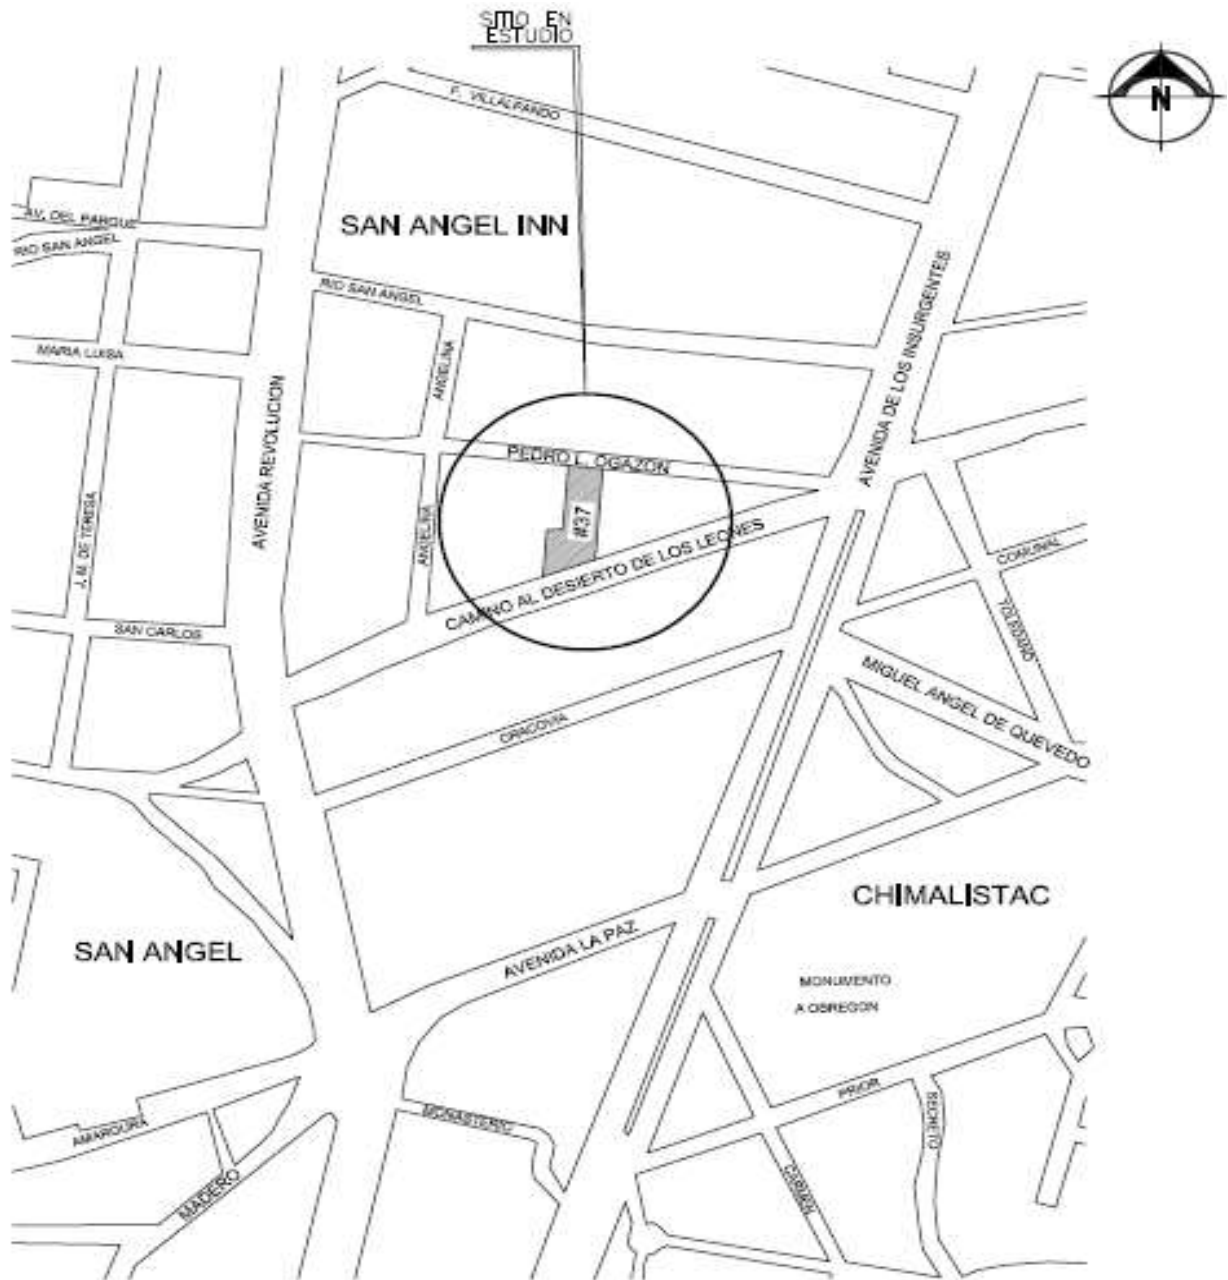 SITIO EN
ESTUDIO
N
F. VILLALPANDO
AV. DEL PARQUE
RIO SAN ANGEL
SAN ANGEL INN
RIO SAN ANGEL
MARIA LUISA
ANGELINA
AVENIDA DE LOS INSURGENTES
AVENIDA REVOLUCION
PEDRO L. OGAZON
#37
J. M. DE TERESA
ANGELINA
CAMINO AL DESIERTO DE LOS LEONES
COMUNAL
TOLEDANO
SAN CARLOS
MIGUEL ANGEL DE QUEVEDO
CRACOVIA
CHIMALISTAC
SAN ANGEL
AVENIDA LA PAZ
MONUMENTO
A OBREGON
PRIOR
SECRETO
MONASTERIO
AMARGURA
MADERO
CARMEN